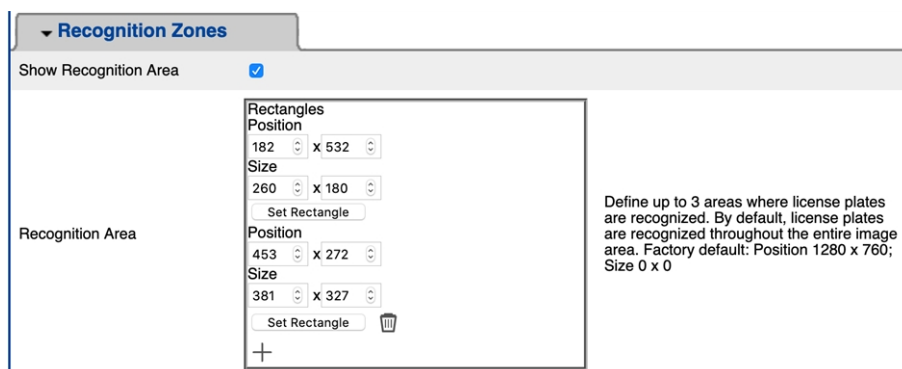 Recognition Zones
Show Recognition Area
Recognition Area
Rectangles
Position
182 x 532
Size
260 x 180
Set Rectangle
Position
453 x 272
Size
381 x 327
Set Rectangle
Define up to 3 areas where license plates
are recognized. By default, license plates
are recognized throughout the entire image
area. Factory default: Position 1280 x 760;
Size 0 x 0